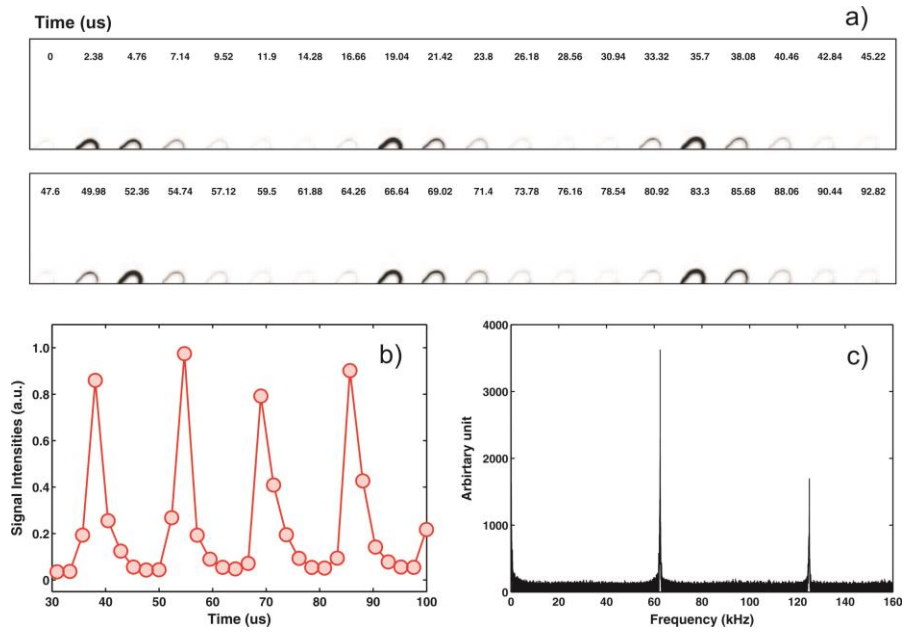 Time (us)
a)
0 2.38 4.76 7.14 9.52 11.9 14.28 16.66 19.04 21.42 23.8 26.18 28.56 30.94 33.32 35.7 38.08 40.46 42.84 45.22
47.6 49.98 52.36 54.74 57.12 59.5 61.88 64.26 66.64 69.02 71.4 73.78 76.16 78.54 80.92 83.3 85.68 88.06 90.44 92.82
b)
1.0
0.8
0.6
0.4
0.2
0
Signal Intensities (a.u.)
30 40 50 60 70 80 90 100
Time (us)
c)
4000
3000
2000
1000
0
Arbirtary unit
0 20 40 60 80 100 120 140 160
Frequency (kHz)